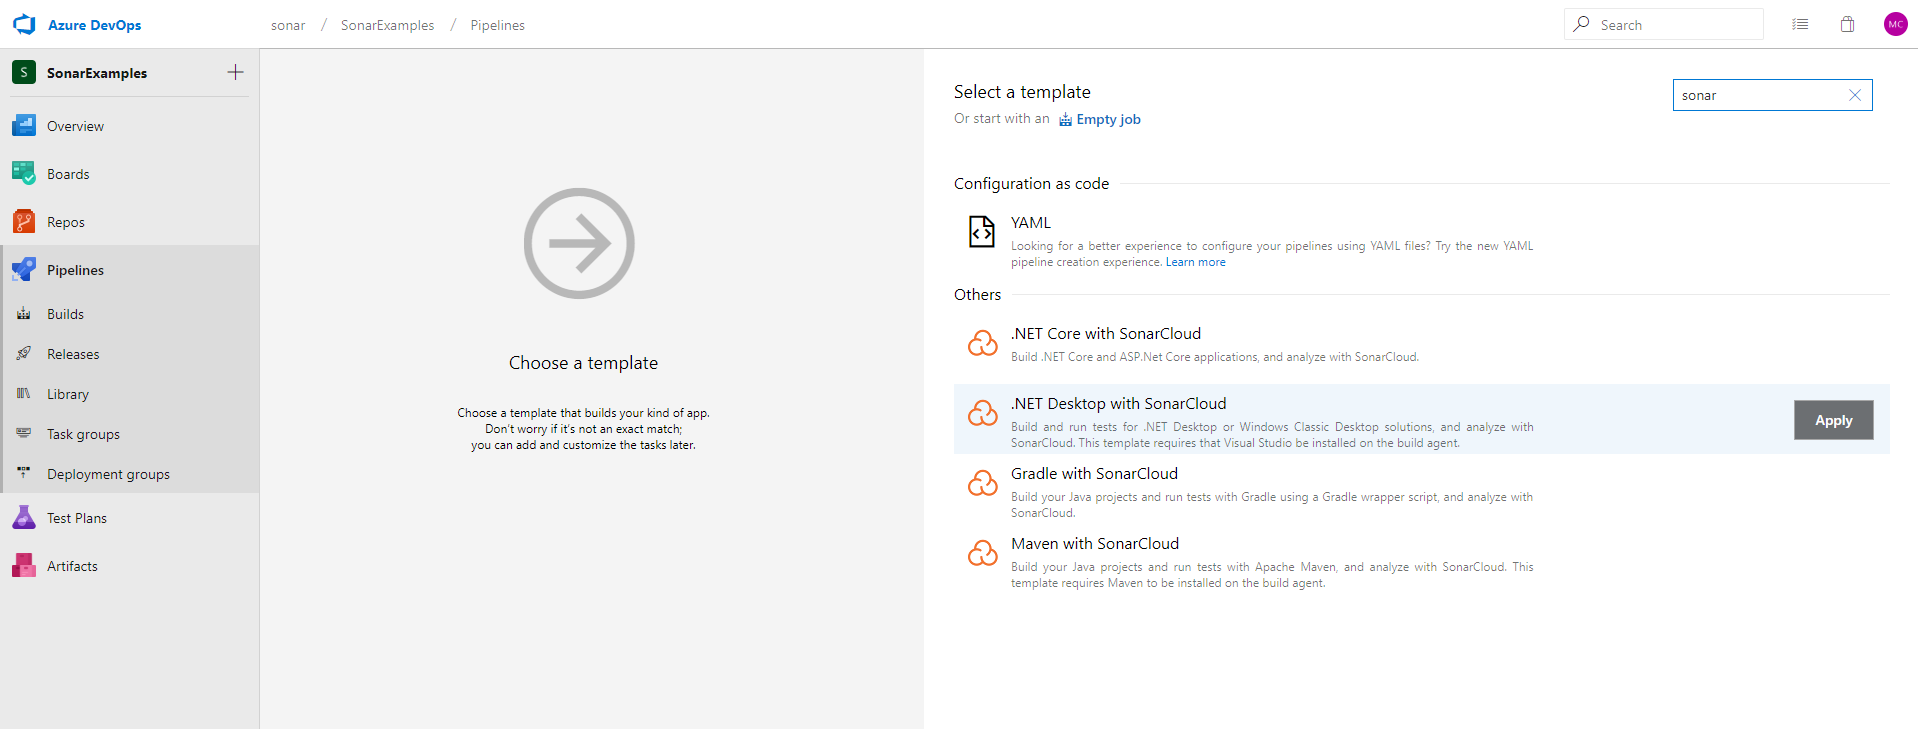 Azure DevOps
sonar / SonarExamples / Pipelines
Search
MC
S SonarExamples
Overview
Boards
Repos
Pipelines
Builds
Releases
Library
Task groups
Deployment groups
Test Plans
Artifacts
Choose a template
Choose a template that builds your kind of app.
Don't worry if it's not an exact match;
you can add and customize the tasks later.
Select a template
sonar
Or start with an Empty job
Configuration as code
YAML
Looking for a better experience to configure your pipelines using YAML files? Try the new YAML
pipeline creation experience. Learn more
Others
.NET Core with SonarCloud
Build .NET Core and ASP.Net Core applications, and analyze with SonarCloud.
.NET Desktop with SonarCloud
Build and run tests for .NET Desktop or Windows Classic Desktop solutions, and analyze with
SonarCloud. This template requires that Visual Studio be installed on the build agent.
Apply
Gradle with SonarCloud
Build your Java projects and run tests with Gradle using a Gradle wrapper script, and analyze with
SonarCloud.
Maven with SonarCloud
Build your Java projects and run tests with Apache Maven, and analyze with SonarCloud. This
template requires Maven to be installed on the build agent.